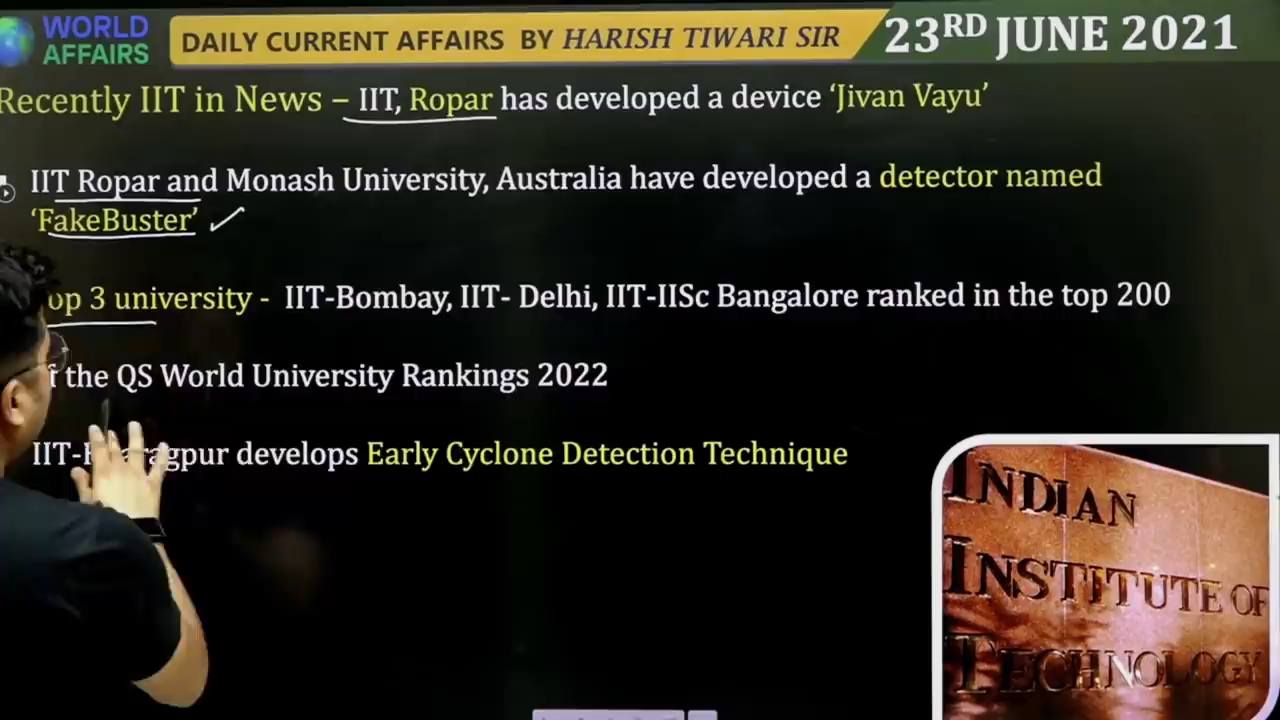 WORLD
AFFAIRS
DAILY CURRENT AFFAIRS BY HARISH TIWARI SIR
23RD JUNE 2021
Recently IIT in News – IIT, Ropar has developed a device ‘Jivan Vayu’
IIT Ropar and Monash University, Australia have developed a detector named
‘FakeBuster’
op 3 university - IIT-Bombay, IIT- Delhi, IIT-IISc Bangalore ranked in the top 200
the QS World University Rankings 2022
IIT- agpur develops Early Cyclone Detection Technique
INDIAN
INSTITUTE OF
TECHNOLOGY